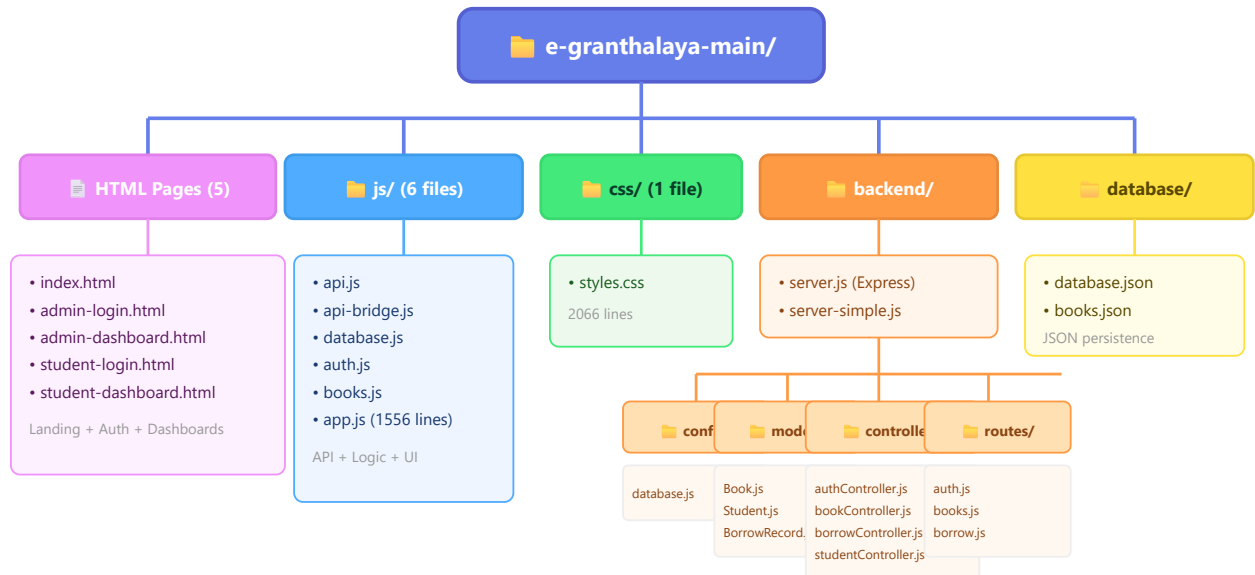 e-granthalaya-main/
HTML Pages (5)
js/ (6 files)
css/ (1 file)
backend/
database/
• index.html
• admin-login.html
• admin-dashboard.html
• student-login.html
• student-dashboard.html
Landing + Auth + Dashboards
• api.js
• api-bridge.js
• database.js
• auth.js
• books.js
• app.js (1556 lines)
API + Logic + UI
• styles.css
2066 lines
• server.js (Express)
• server-simple.js
• database.json
• books.json
JSON persistence
conf
database.js
mode
Book.js
Student.js
BorrowRecord.
controlle
authController.js
bookController.js
borrowController.js
studentController.js
routes/
auth.js
books.js
borrow.js